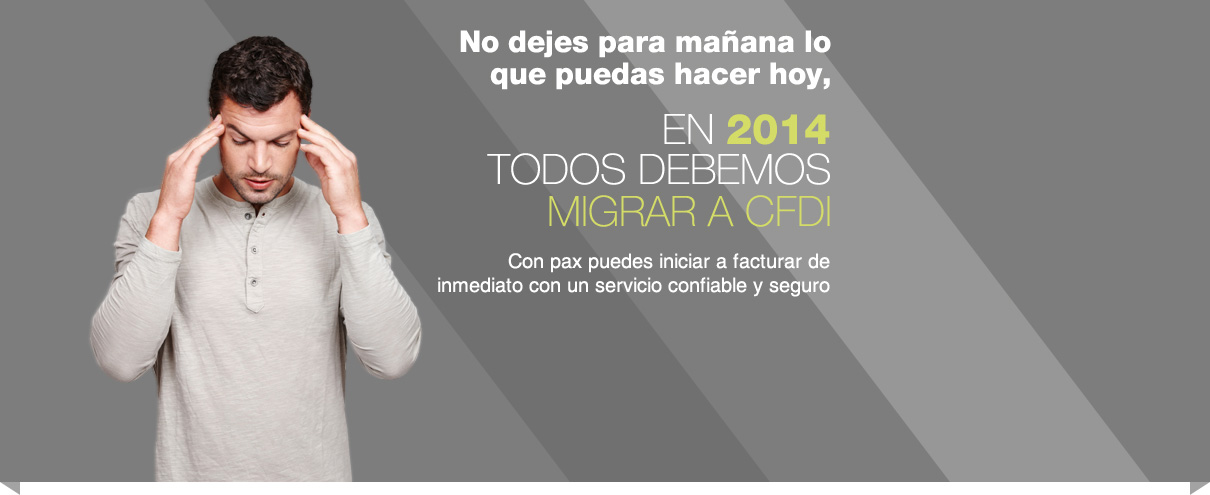 No dejes para mañana lo
que puedas hacer hoy,
EN 2014
TODOS DEBEMOS
MIGRAR A CFDI
Con pax puedes iniciar a facturar de
inmediato con un servicio confiable y seguro